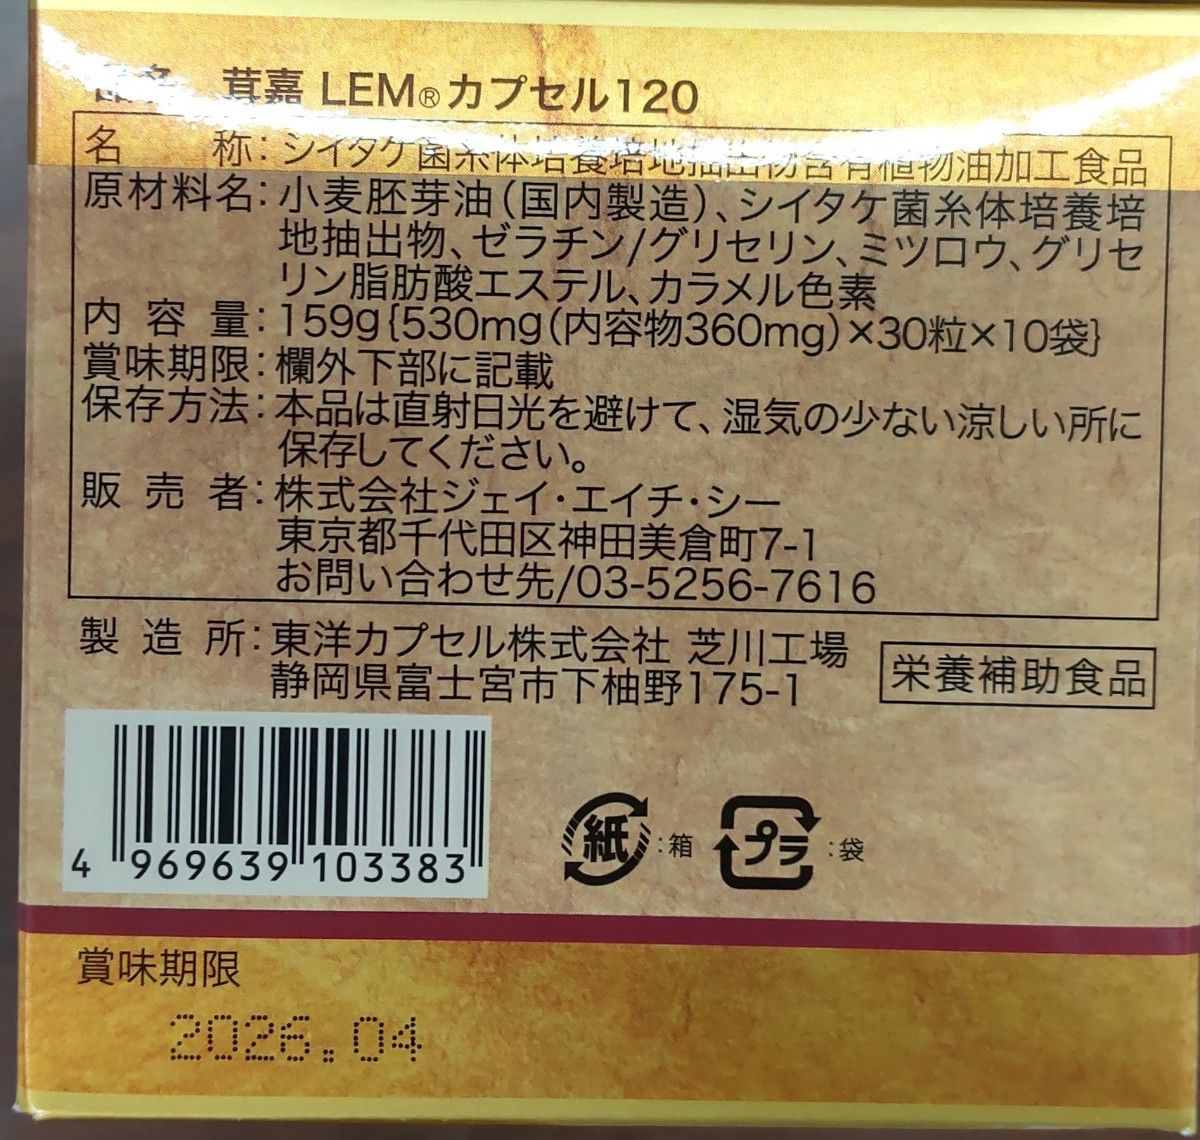 品名 茸嘉 LEM®カプセル120
名称：シイタケ菌糸体培養培地抽出物含有植物油加工食品
原材料名：小麦胚芽油（国内製造）、シイタケ菌糸体培養培
地抽出物、ゼラチン/グリセリン、ミツロウ、グリセ
リン脂肪酸エステル、カラメル色素
内容量：159g{530mg（内容物360mg）×30粒×10袋}
賞味期限：欄外下部に記載
保存方法：本品は直射日光を避けて、湿気の少ない涼しい所に
保存してください。
販売者：株式会社ジェイ・エイチ・シー
東京都千代田区神田美倉町7-1
お問い合わせ先/03-5256-7616
製造所：東洋カプセル株式会社 芝川工場
静岡県富士宮市下柚野175-1
栄養補助食品
4 969639 103383
紙：箱
プラ：袋
賞味期限
2026.04